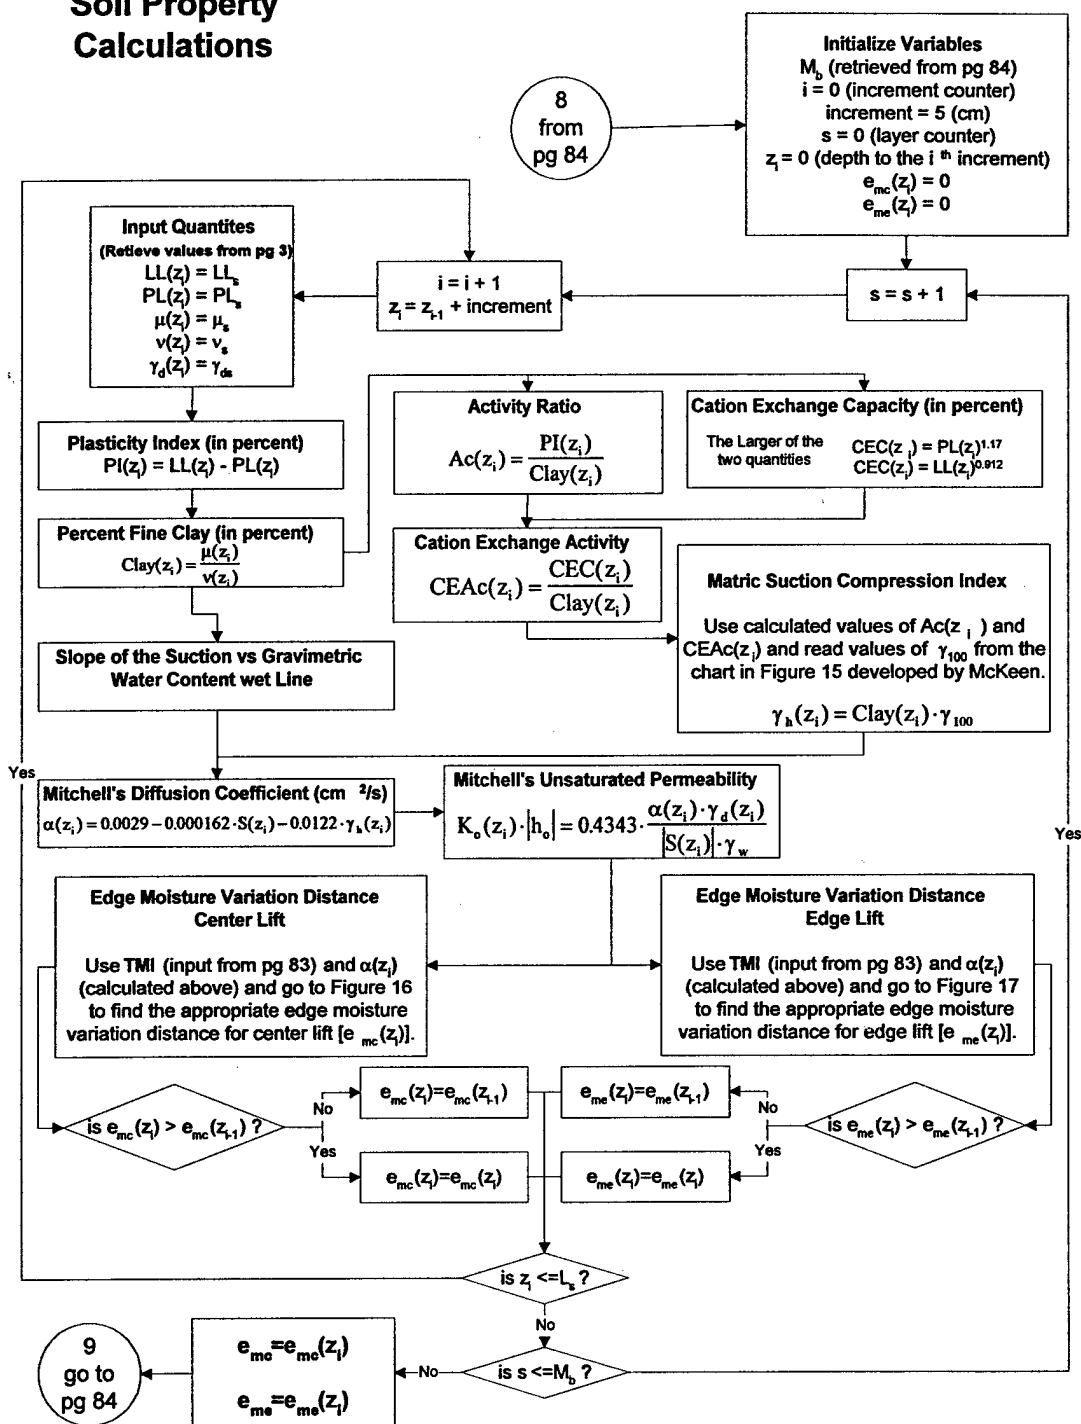 Soil Property
Calculations
8
from
pg 84
Initialize Variables
M_b (retrieved from pg 84)
i = 0 (increment counter)
increment = 5 (cm)
s = 0 (layer counter)
z_i = 0 (depth to the i th increment)
e_mc(z_i) = 0
e_me(z_i) = 0
s = s + 1
i = i + 1
z_i = z_i-1 + increment
Input Quantites
(Retieve values from pg 3)
LL(z_i) = LL_s
PL(z_i) = PL_s
μ(z_i) = μ_s
ν(z_i) = ν_s
γ_d(z_i) = γ_ds
Plasticity Index (in percent)
PI(z_i) = LL(z_i) - PL(z_i)
Percent Fine Clay (in percent)
Clay(z_i) = μ(z_i) / ν(z_i)
Slope of the Suction vs Gravimetric
Water Content wet Line
Activity Ratio
Ac(z_i) = PI(z_i) / Clay(z_i)
Cation Exchange Capacity (in percent)
The Larger of the
two quantities
CEC(z_i) = PL(z_i)^1.17
CEC(z_i) = LL(z_i)^0.912
Cation Exchange Activity
CEAc(z_i) = CEC(z_i) / Clay(z_i)
Matric Suction Compression Index
Use calculated values of Ac(z_i) and
CEAc(z_i) and read values of γ_100 from the
chart in Figure 15 developed by McKeen.
γ_h(z_i) = Clay(z_i)·γ_100
Yes
Mitchell's Diffusion Coefficient (cm ²/s)
α(z_i) = 0.0029 – 0.000162·S(z_i) – 0.0122·γ_h(z_i)
Mitchell's Unsaturated Permeability
K_o(z_i)·|h_o| = 0.4343· α(z_i)·γ_d(z_i) / |S(z_i)|·γ_w
Yes
Edge Moisture Variation Distance
Center Lift
Use TMI (input from pg 83) and α(z_i)
(calculated above) and go to Figure 16
to find the appropriate edge moisture
variation distance for center lift [e_mc(z_i)].
Edge Moisture Variation Distance
Edge Lift
Use TMI (input from pg 83) and α(z_i)
(calculated above) and go to Figure 17
to find the appropriate edge moisture
variation distance for edge lift [e_me(z_i)].
is e_mc(z_i) > e_mc(z_i-1) ?
No
Yes
e_mc(z_i)=e_mc(z_i-1)
e_mc(z_i)=e_mc(z_i)
e_me(z_i)=e_me(z_i-1)
e_me(z_i)=e_me(z_i)
No
Yes
is e_me(z_i) > e_me(z_i-1) ?
is z_i <=L_s ?
No
is s <=M_b ?
No
e_mc=e_mc(z_i)
e_me=e_me(z_i)
9
go to
pg 84